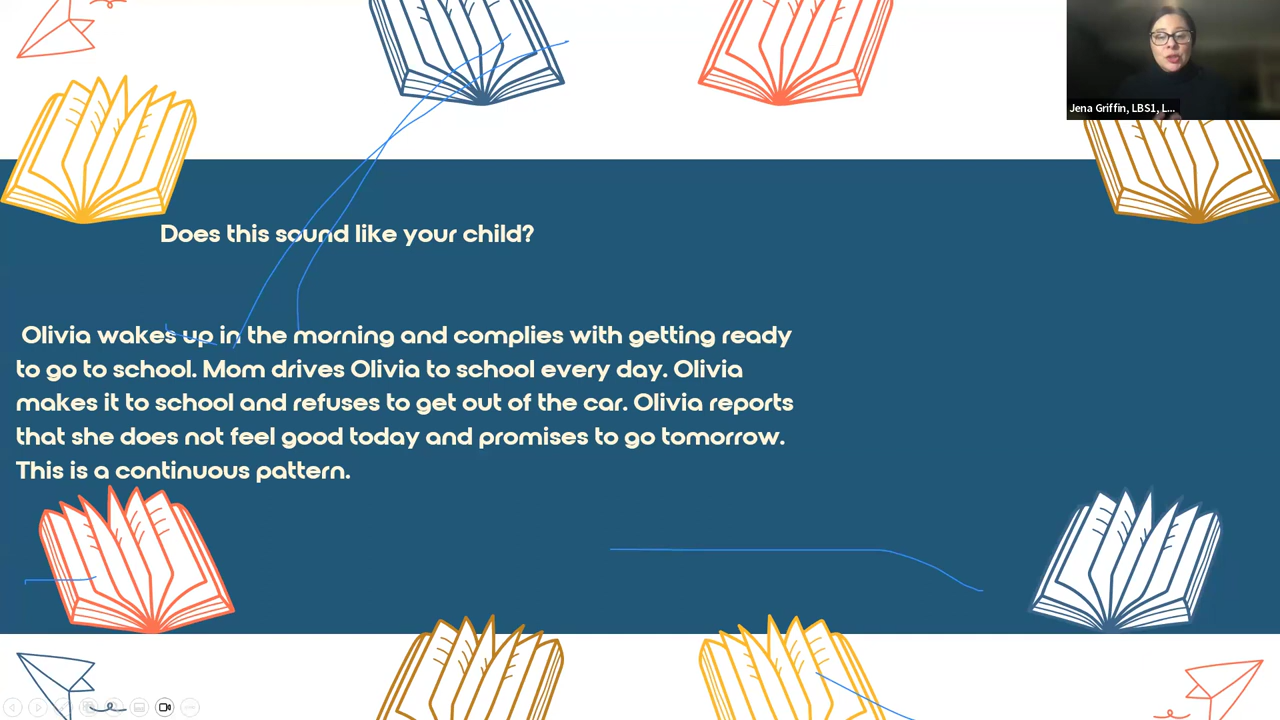 Jena Griffin, LBS1, L...
Does this sound like your child?
Olivia wakes up in the morning and complies with getting ready
to go to school. Mom drives Olivia to school every day. Olivia
makes it to school and refuses to get out of the car. Olivia reports
that she does not feel good today and promises to go tomorrow.
This is a continuous pattern.